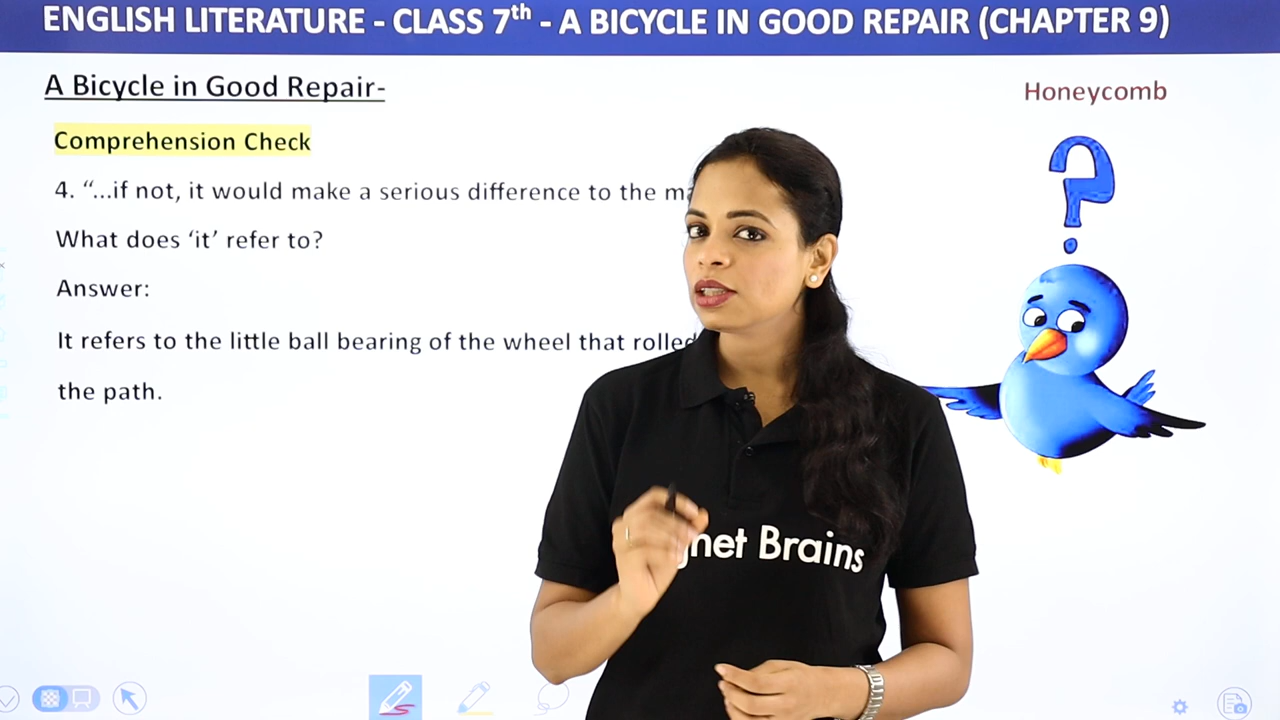 ENGLISH LITERATURE - CLASS 7th - A BICYCLE IN GOOD REPAIR (CHAPTER 9)
A Bicycle in Good Repair-
Honeycomb
Comprehension Check
4. “...if not, it would make a serious difference to the
What does ‘it’ refer to?
Answer:
It refers to the little ball bearing of the wheel that rolled
the path.
Brains